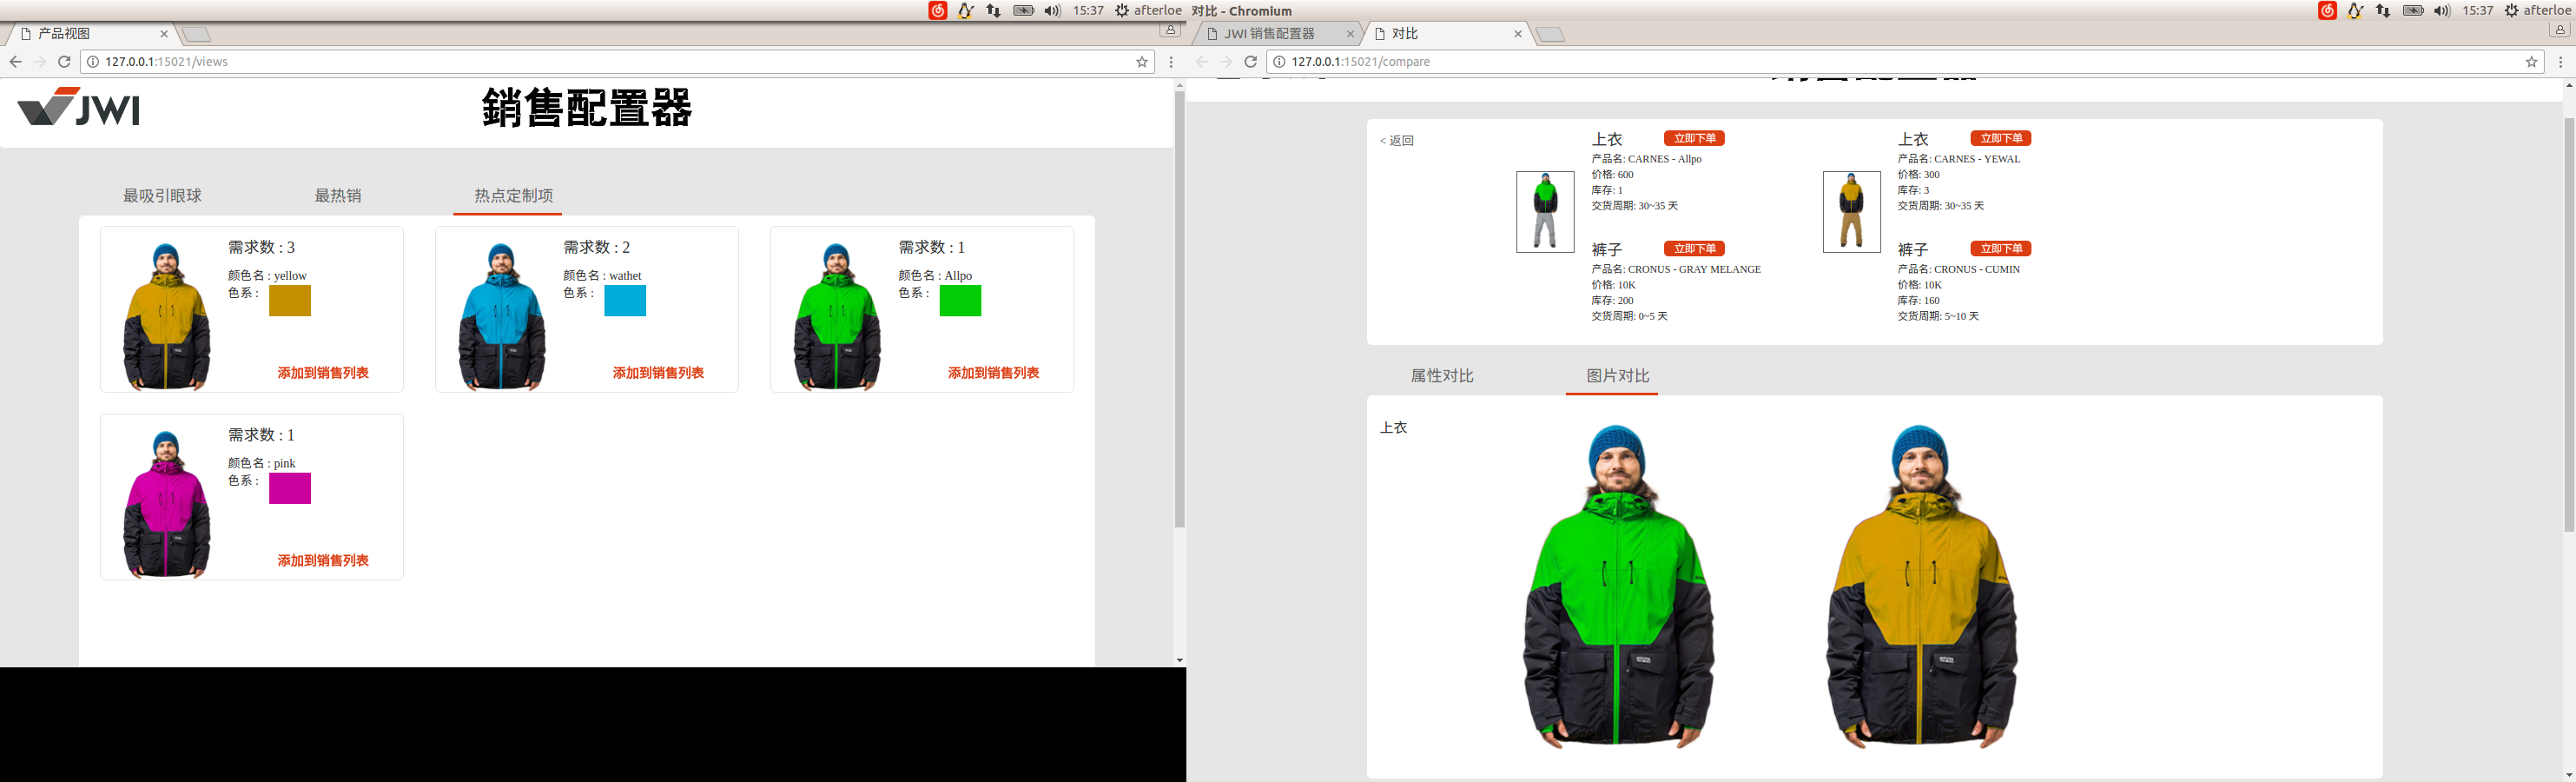 15:37 afterloe
产品视图
127.0.0.1:15021/views
JWI
銷售配置器
最吸引眼球 最热销 热点定制项
需求数 : 3
颜色名 : yellow
色系 :
添加到销售列表
需求数 : 2
颜色名 : wathet
色系 :
添加到销售列表
需求数 : 1
颜色名 : Allpo
色系 :
添加到销售列表
需求数 : 1
颜色名 : pink
色系 :
添加到销售列表
对比 - Chromium 15:37 afterloe
JWI 销售配置器 对比
127.0.0.1:15021/compare
< 返回
上衣 立即下单
产品名: CARNES - Allpo
价格: 600
库存: 1
交货周期: 30~35 天
裤子 立即下单
产品名: CRONUS - GRAY MELANGE
价格: 10K
库存: 200
交货周期: 0~5 天
上衣 立即下单
产品名: CARNES - YEWAL
价格: 300
库存: 3
交货周期: 30~35 天
裤子 立即下单
产品名: CRONUS - CUMIN
价格: 10K
库存: 160
交货周期: 5~10 天
属性对比 图片对比
上衣